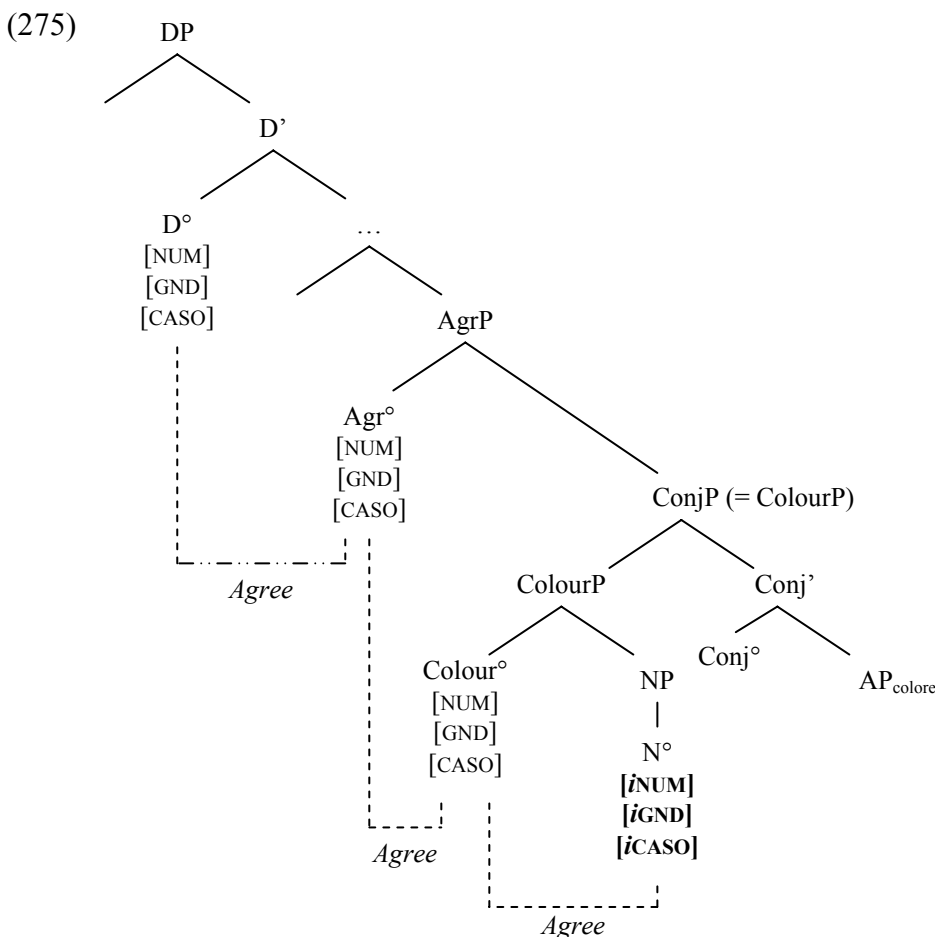 (275)
DP
D’
D°
[NUM]
[GND]
[CASO]
…
AgrP
Agr°
[NUM]
[GND]
[CASO]
Agree
ConjP (= ColourP)
ColourP
Conj’
Colour°
[NUM]
[GND]
[CASO]
NP
Conj°
APcolore
N°
[iNUM]
[iGND]
[iCASO]
Agree
Agree